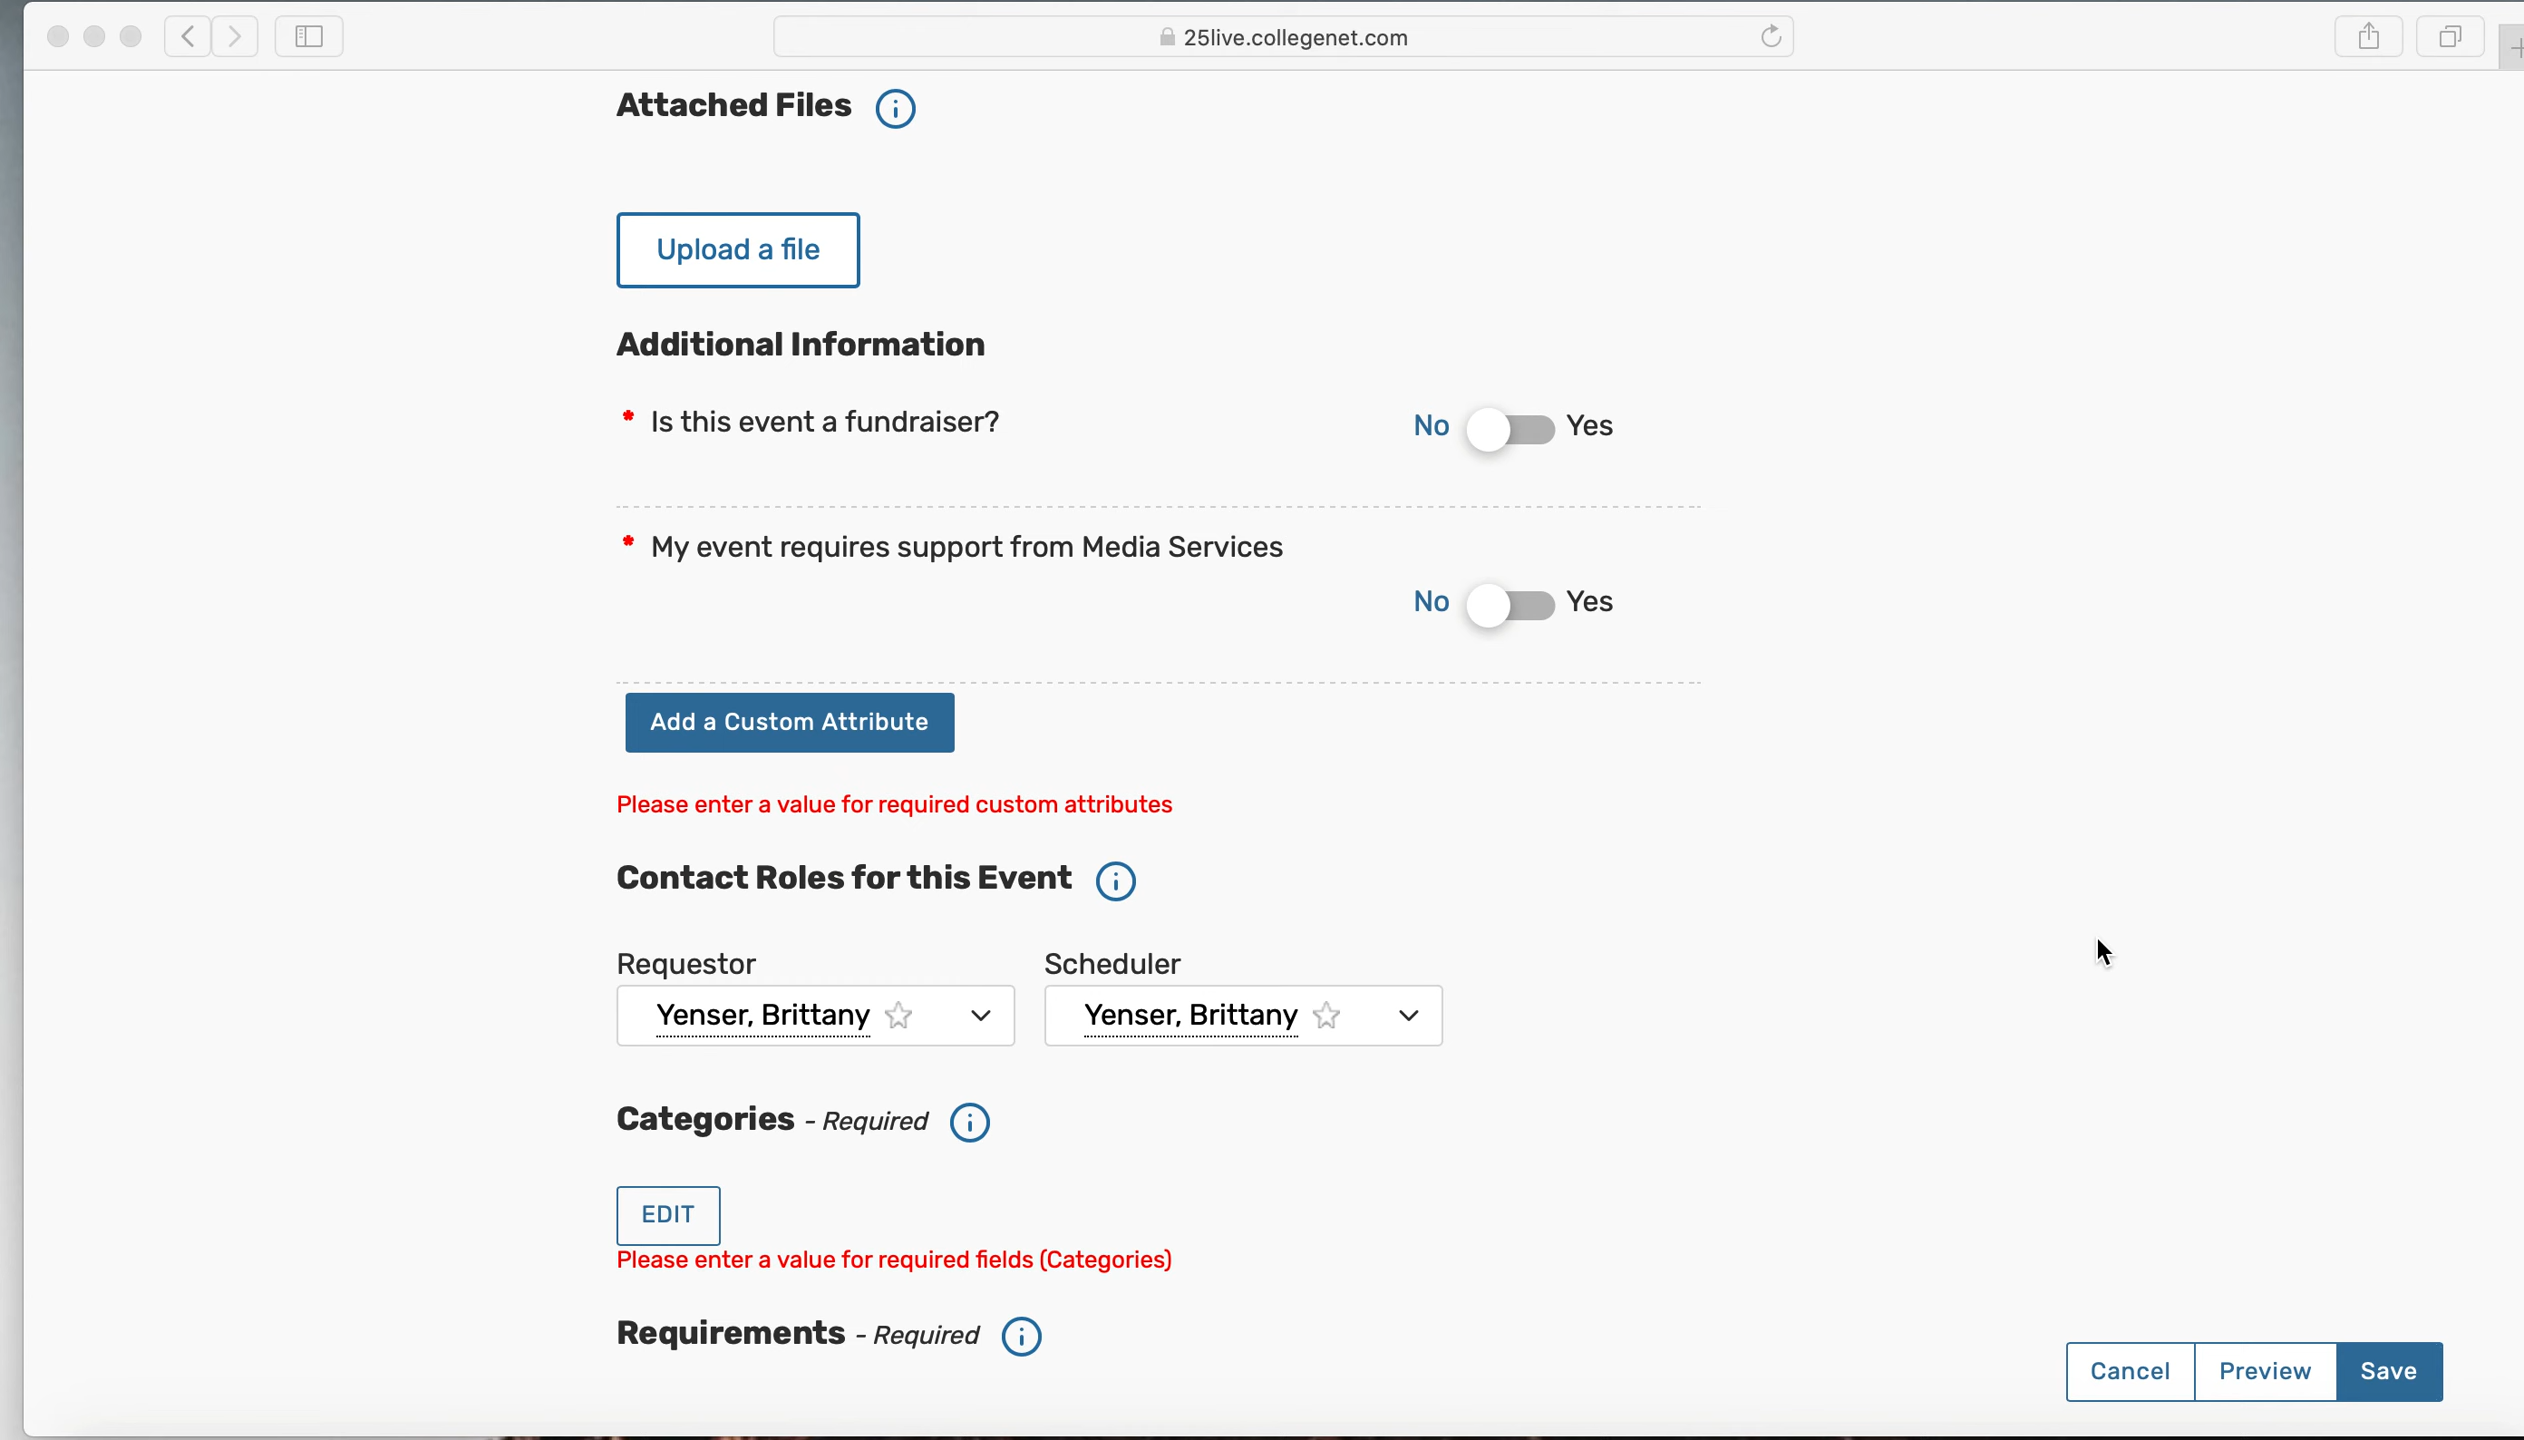 25live.collegenet.com
Attached Files
Upload a file
Additional Information
* Is this event a fundraiser? No Yes
* My event requires support from Media Services
No Yes
Add a Custom Attribute
Please enter a value for required custom attributes
Contact Roles for this Event
Requestor Scheduler
Yenser, Brittany Yenser, Brittany
Categories - Required
EDIT
Please enter a value for required fields (Categories)
Requirements - Required
Cancel Preview Save